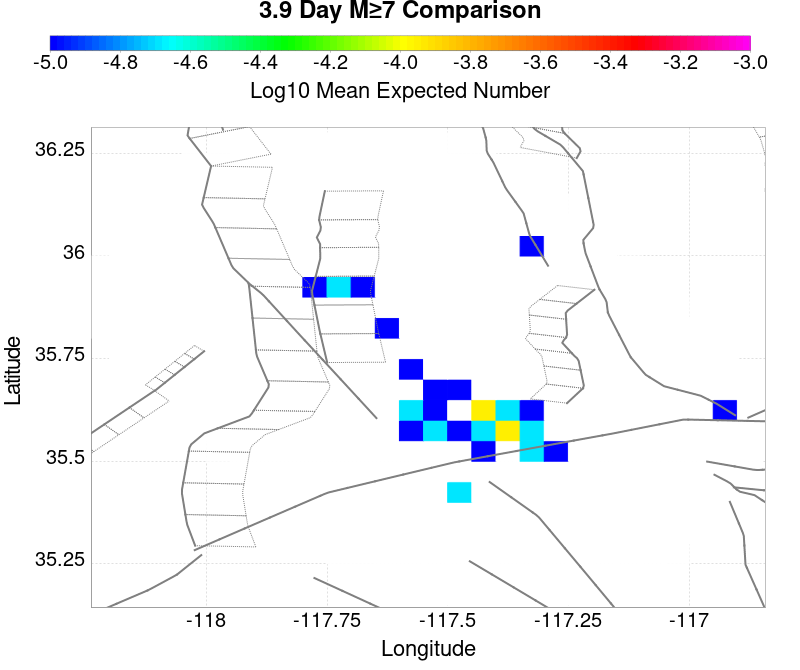 3.9 Day M≥7 Comparison
-5.0 -4.8 -4.6 -4.4 -4.2 -4.0 -3.8 -3.6 -3.4 -3.2 -3.0
Log10 Mean Expected Number
36.25
36
35.75
35.5
35.25
Latitude
-118 -117.75 -117.5 -117.25 -117
Longitude